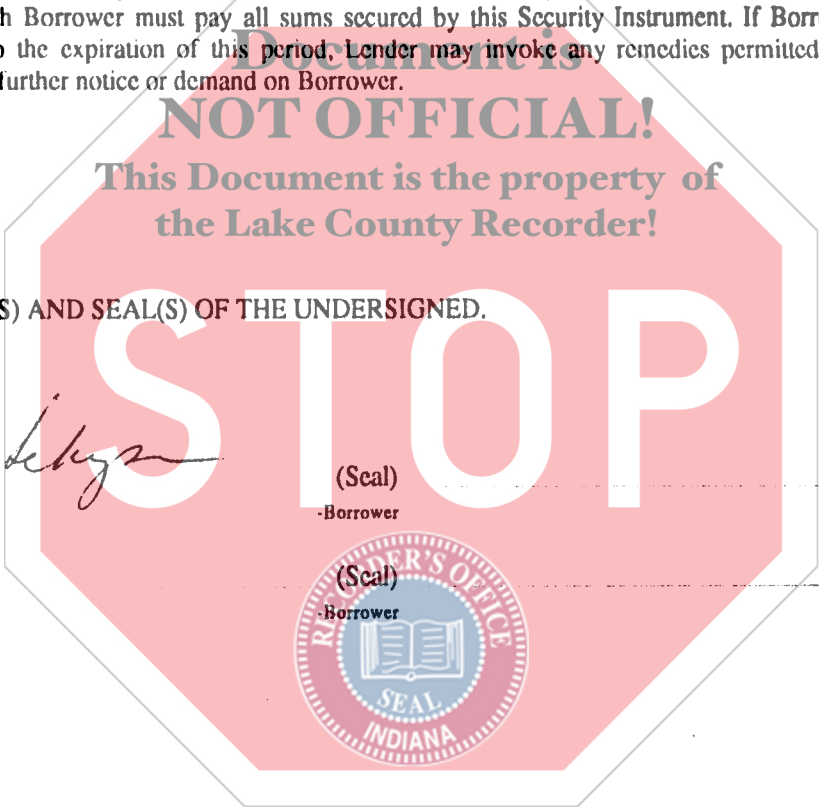 h Borrower must pay all sums secured by this Security Instrument. If Borr
o the expiration of this period, Lender may invoke any remedies permitted
further notice or demand on Borrower.
Document is
NOT OFFICIAL!
This Document is the property of
the Lake County Recorder!
S) AND SEAL(S) OF THE UNDERSIGNED.
STOP
(Seal)
-Borrower
(Seal)
-Borrower
RECORDER'S OFFICE
SEAL
INDIANA